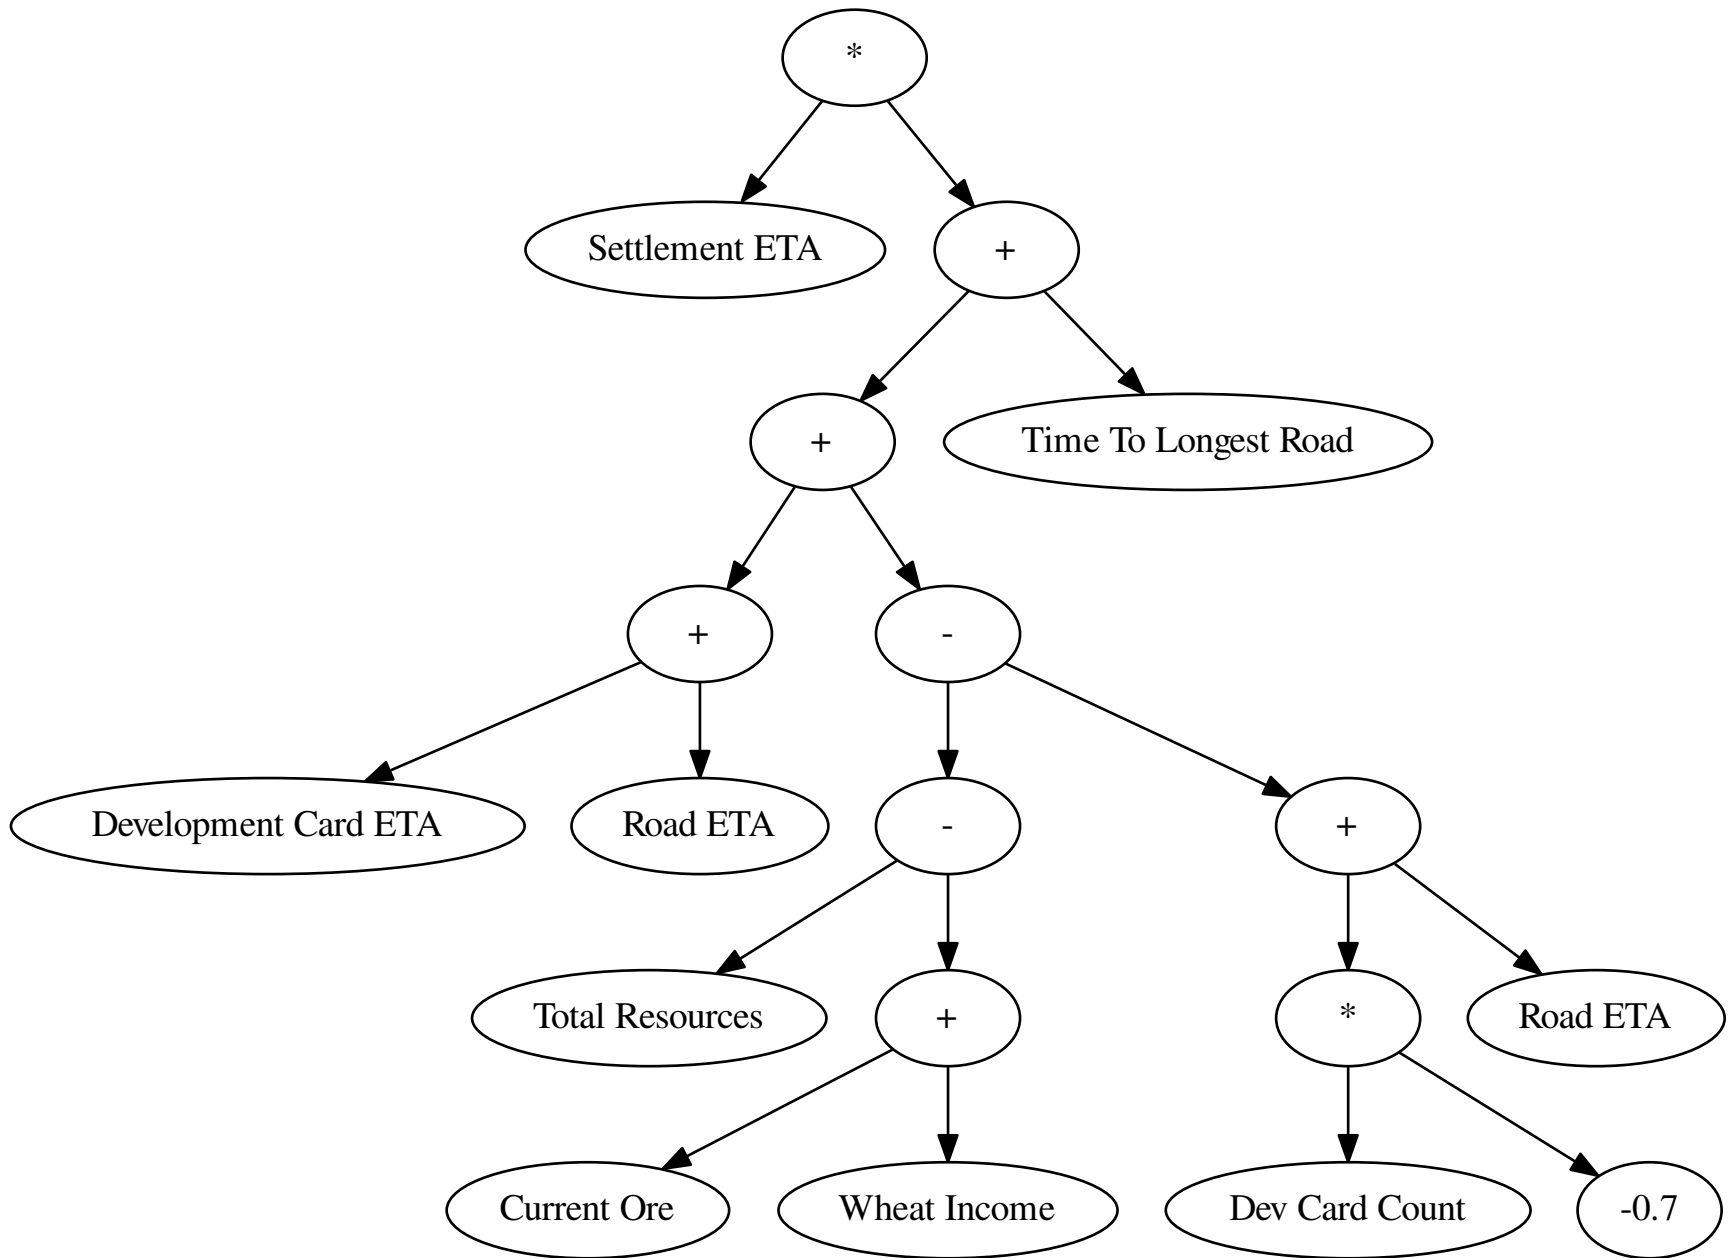 *
Settlement ETA
+
+
Time To Longest Road
+
-
Development Card ETA
Road ETA
-
+
Total Resources
+
*
Road ETA
Current Ore
Wheat Income
Dev Card Count
-0.7